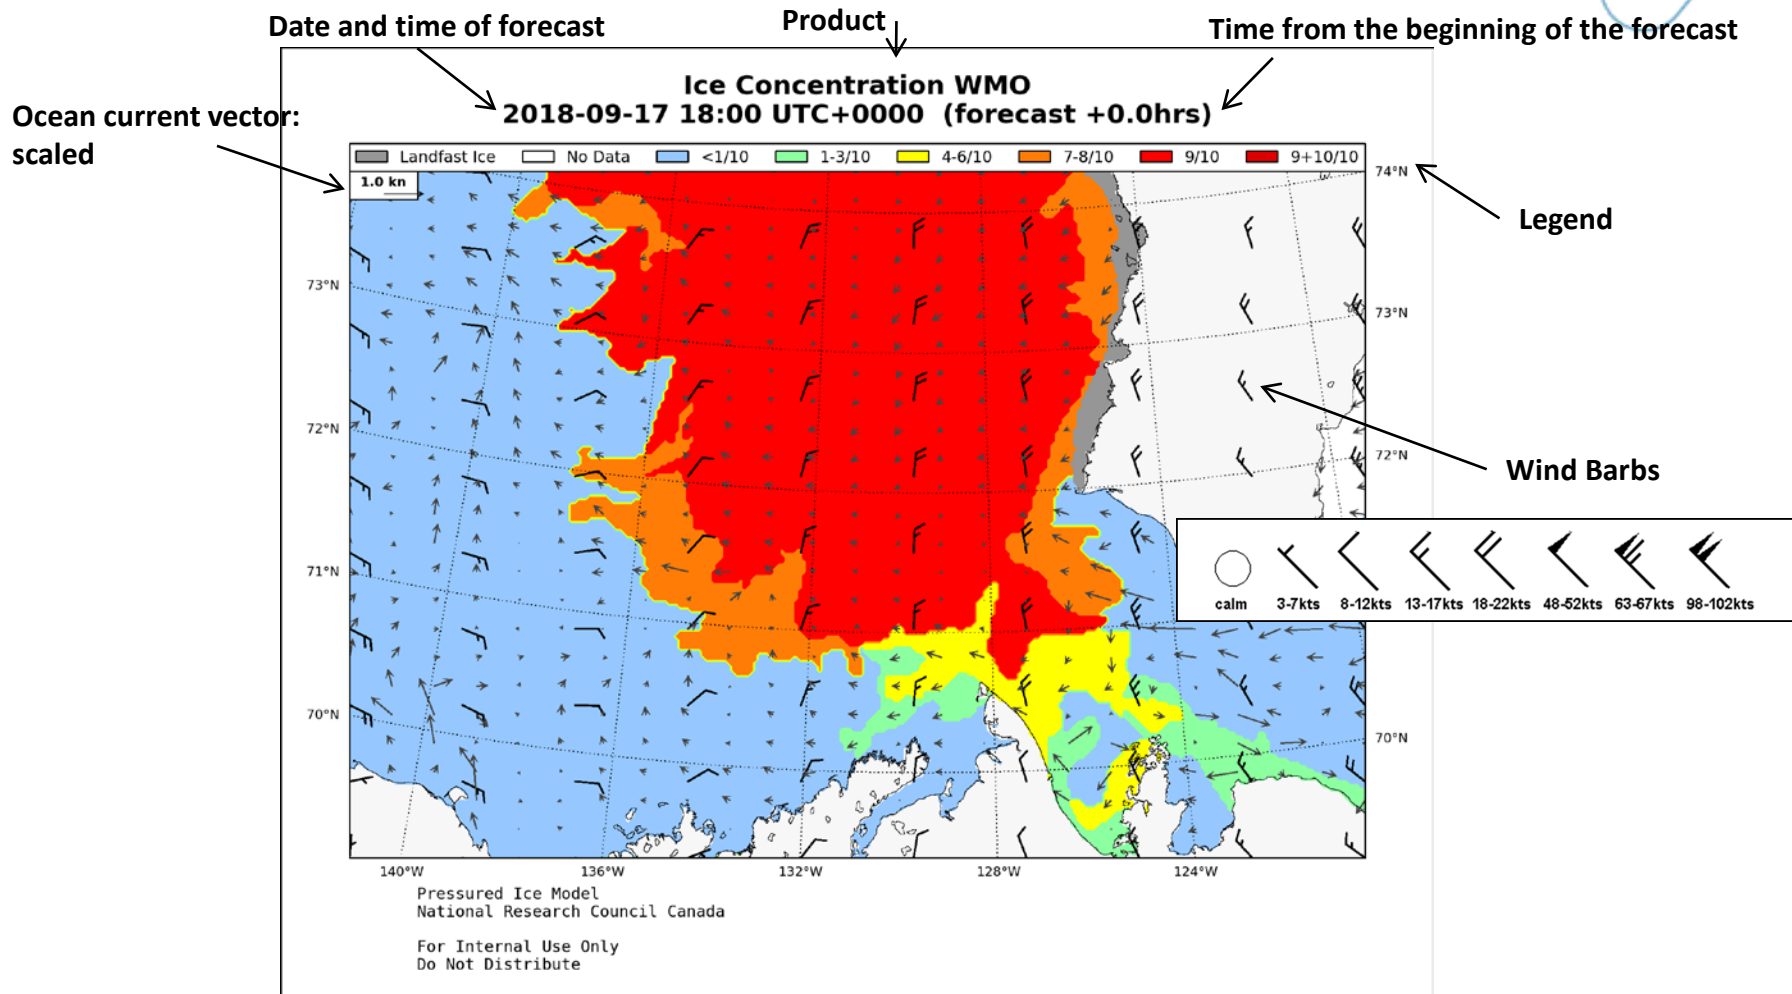 Date and time of forecast
Product
Time from the beginning of the forecast
Ice Concentration WMO
2018-09-17 18:00 UTC+0000 (forecast +0.0hrs)
Ocean current vector:
scaled
Landfast Ice No Data <1/10 1-3/10 4-6/10 7-8/10 9/10 9+10/10
1.0 kn
74°N
Legend
73°N
73°N
72°N
72°N
Wind Barbs
71°N
calm 3-7kts 8-12kts 13-17kts 18-22kts 48-52kts 63-67kts 98-102kts
70°N
70°N
140°W 136°W 132°W 128°W 124°W
Pressured Ice Model
National Research Council Canada
For Internal Use Only
Do Not Distribute